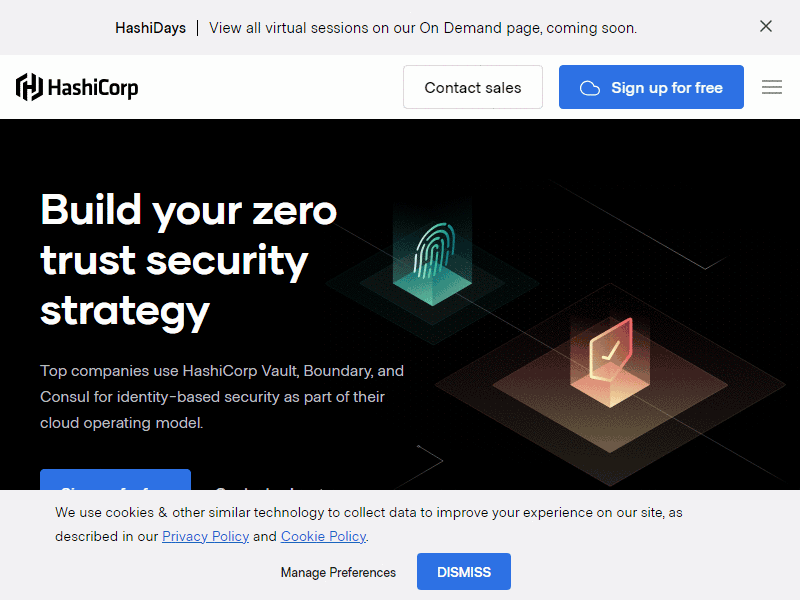 HashiDays | View all virtual sessions on our On Demand page, coming soon.
HashiCorp
Contact sales
Sign up for free
Build your zero
trust security
strategy
Top companies use HashiCorp Vault, Boundary, and
Consul for identity-based security as part of their
cloud operating model.
We use cookies & other similar technology to collect data to improve your experience on our site, as
described in our Privacy Policy and Cookie Policy.
Manage Preferences
DISMISS